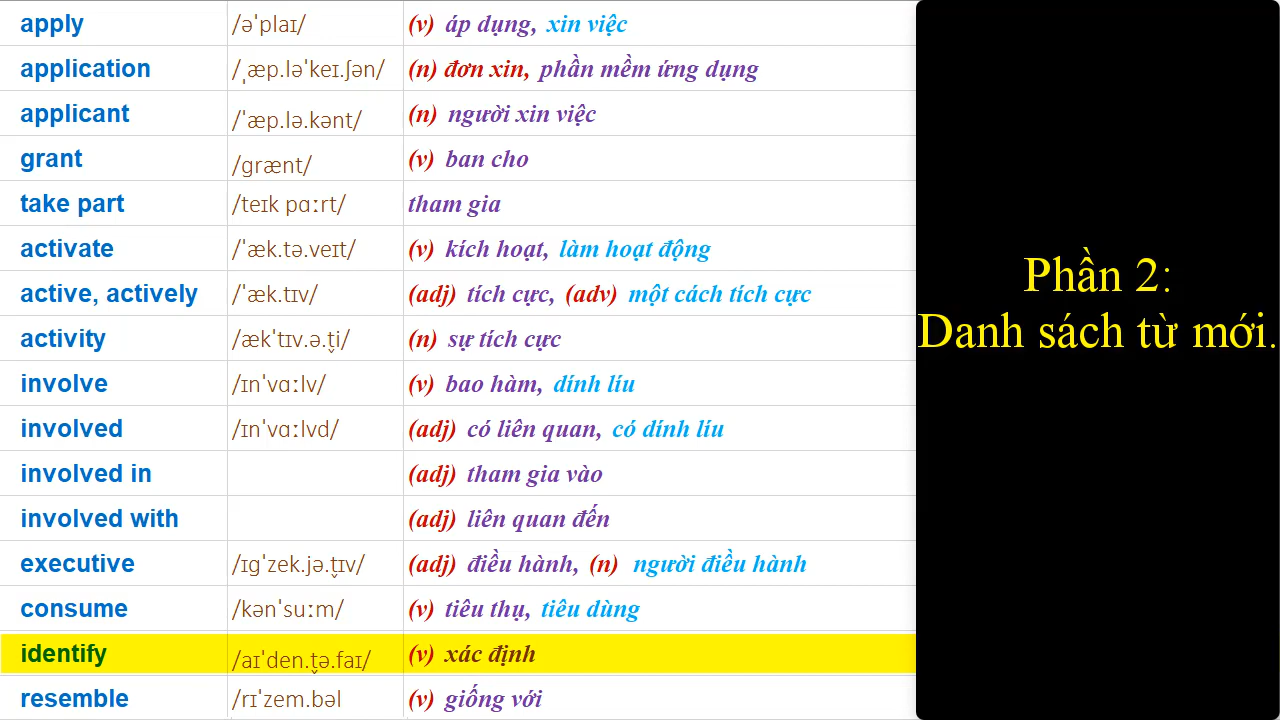 apply /əˈplaɪ/ (v) áp dụng, xin việc
application /ˌæp.ləˈkeɪ.ʃən/ (n) đơn xin, phần mềm ứng dụng
applicant /ˈæp.lə.kənt/ (n) người xin việc
grant /grænt/ (v) ban cho
take part /teɪk pɑːrt/ tham gia
activate /ˈæk.tə.veɪt/ (v) kích hoạt, làm hoạt động
active, actively /ˈæk.tɪv/ (adj) tích cực, (adv) một cách tích cực
activity /ækˈtɪv.ə.t̬i/ (n) sự tích cực
involve /ɪnˈvɑːlv/ (v) bao hàm, dính líu
involved /ɪnˈvɑːlvd/ (adj) có liên quan, có dính líu
involved in (adj) tham gia vào
involved with (adj) liên quan đến
executive /ɪgˈzek.jə.t̬ɪv/ (adj) điều hành, (n) người điều hành
consume /kənˈsuːm/ (v) tiêu thụ, tiêu dùng
identify /aɪˈden.t̬ə.faɪ/ (v) xác định
resemble /rɪˈzem.bəl (v) giống với
Phần 2:
Danh sách từ mới.